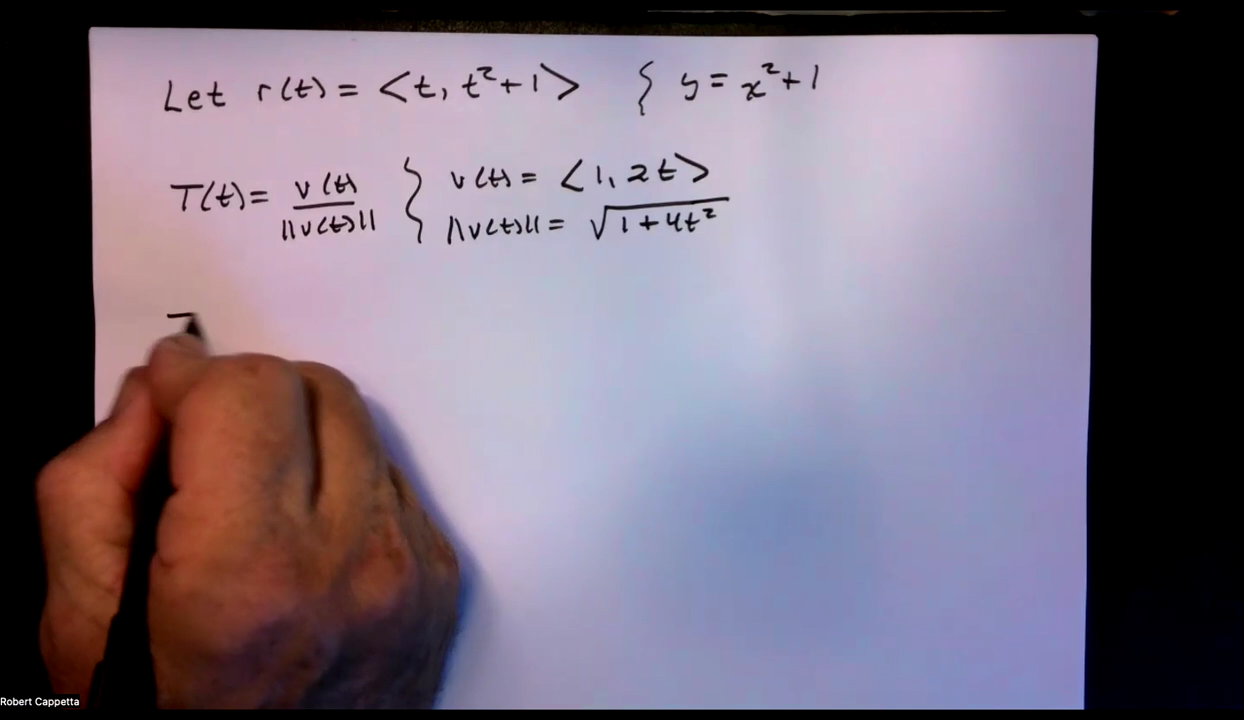 Let r(t) = <t, t²+1> { y = x²+1
T(t) = v(t) / ||v(t)|| } v(t) = <1, 2t>
||v(t)|| = √1+4t²
T
Robert Cappetta